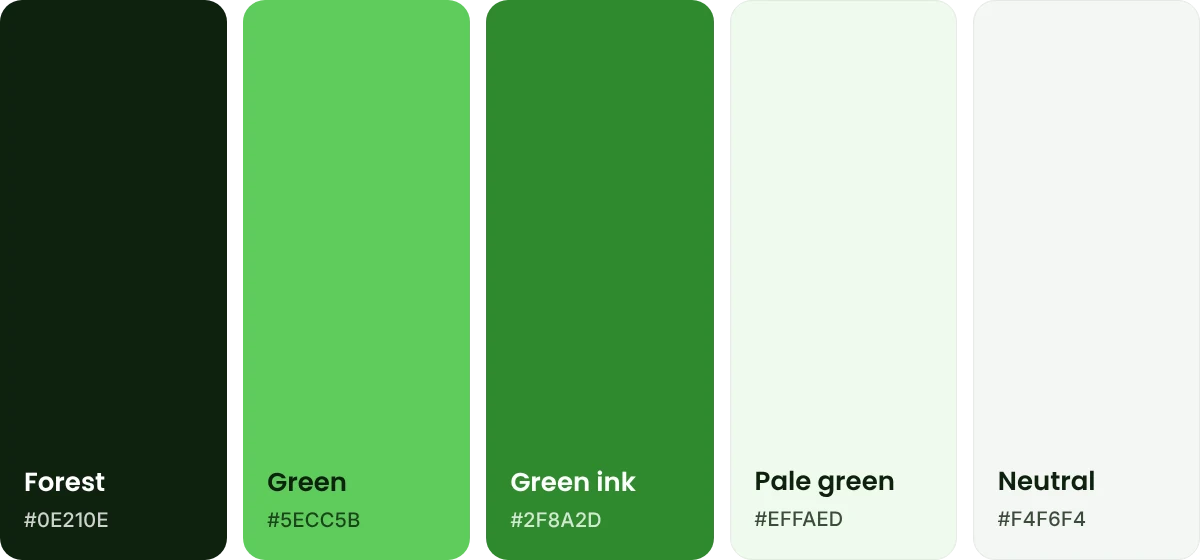 Forest
#0E210E
Green
#5ECC5B
Green ink
#2F8A2D
Pale green
#EFFAED
Neutral
#F4F6F4